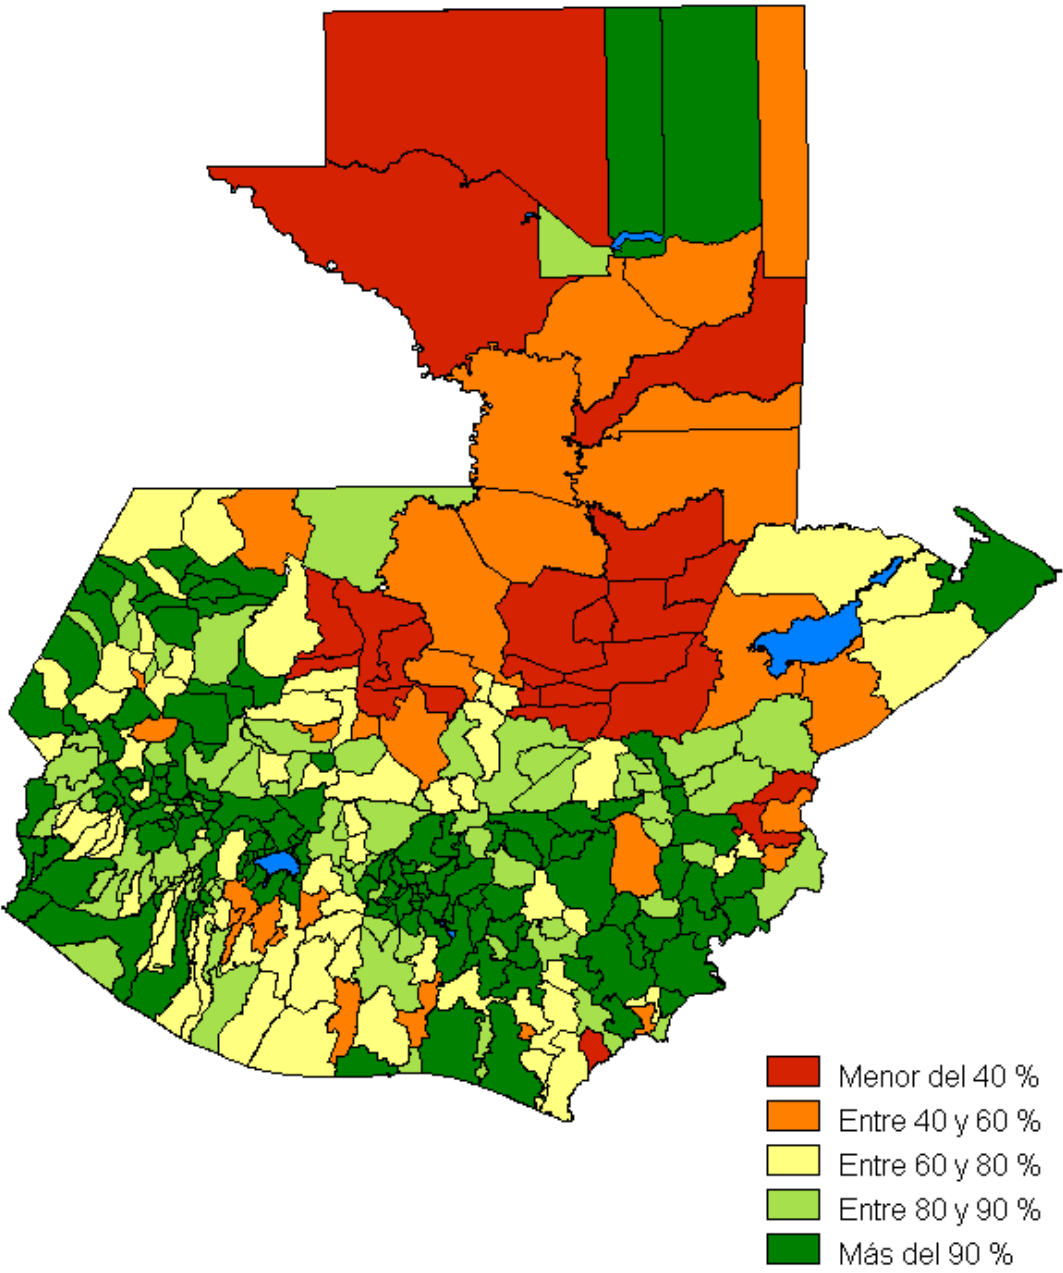 Menor del 40 %
Entre 40 y 60 %
Entre 60 y 80 %
Entre 80 y 90 %
Más del 90 %